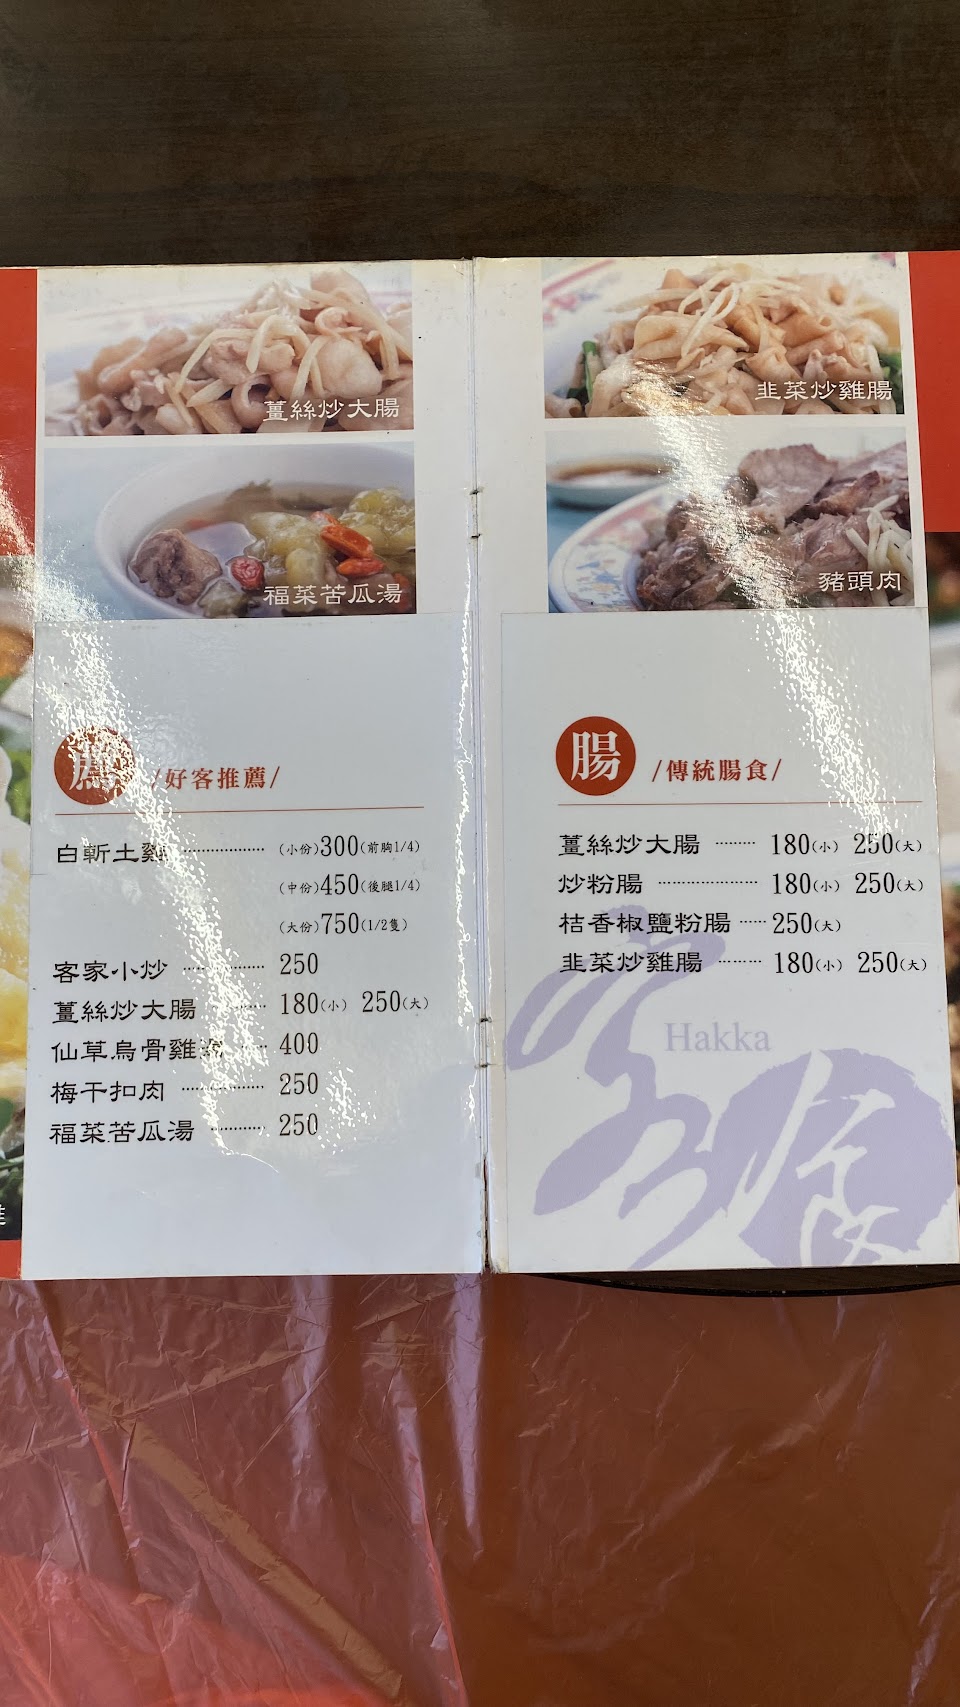 薑絲炒大腸
福菜苦瓜湯
薦 /好客推薦/
白斬土雞 (小份)300(前胸1/4)
(中份)450(後腿1/4)
(大份)750(1/2隻)
客家小炒 250
薑絲炒大腸 180(小) 250(大)
仙草烏骨雞 400
梅干扣肉 250
福菜苦瓜湯 250
韭菜炒雞腸
豬頭肉
腸 /傳統腸食/
薑絲炒大腸 180(小) 250(大)
炒粉腸 180(小) 250(大)
桔香椒鹽粉腸 250(大)
韭菜炒雞腸 180(小) 250(大)
Hakka
客食